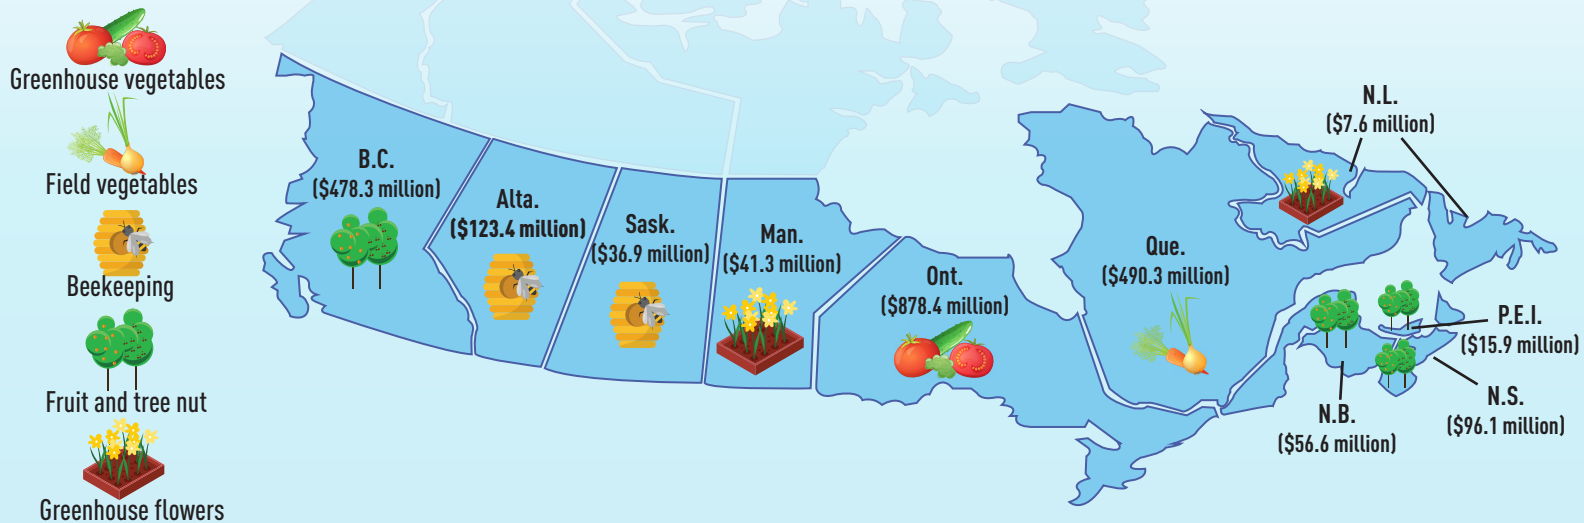 Greenhouse vegetables
Field vegetables
Beekeeping
Fruit and tree nut
Greenhouse flowers
B.C.
($478.3 million)
Alta.
($123.4 million)
Sask.
($36.9 million)
Man.
($41.3 million)
Ont.
($878.4 million)
Que.
($490.3 million)
N.L.
($7.6 million)
P.E.I.
($15.9 million)
N.S.
($96.1 million)
N.B.
($56.6 million)